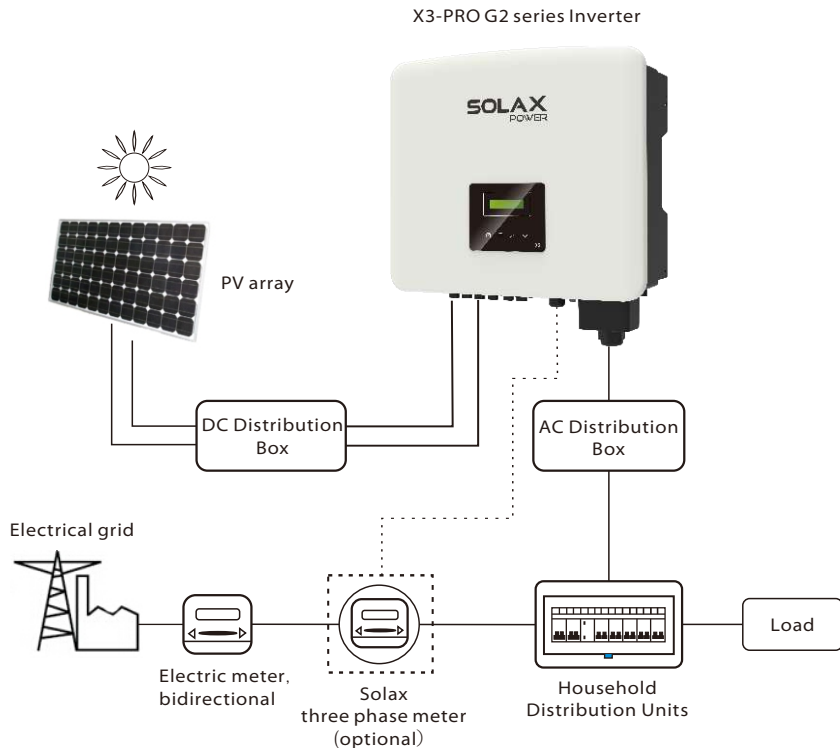 X3-PRO G2 series Inverter
SOLAX
POWER
X3
PV array
DC Distribution
Box
AC Distribution
Box
Electrical grid
Load
Electric meter,
bidirectional
Solax
three phase meter
(optional)
Household
Distribution Units